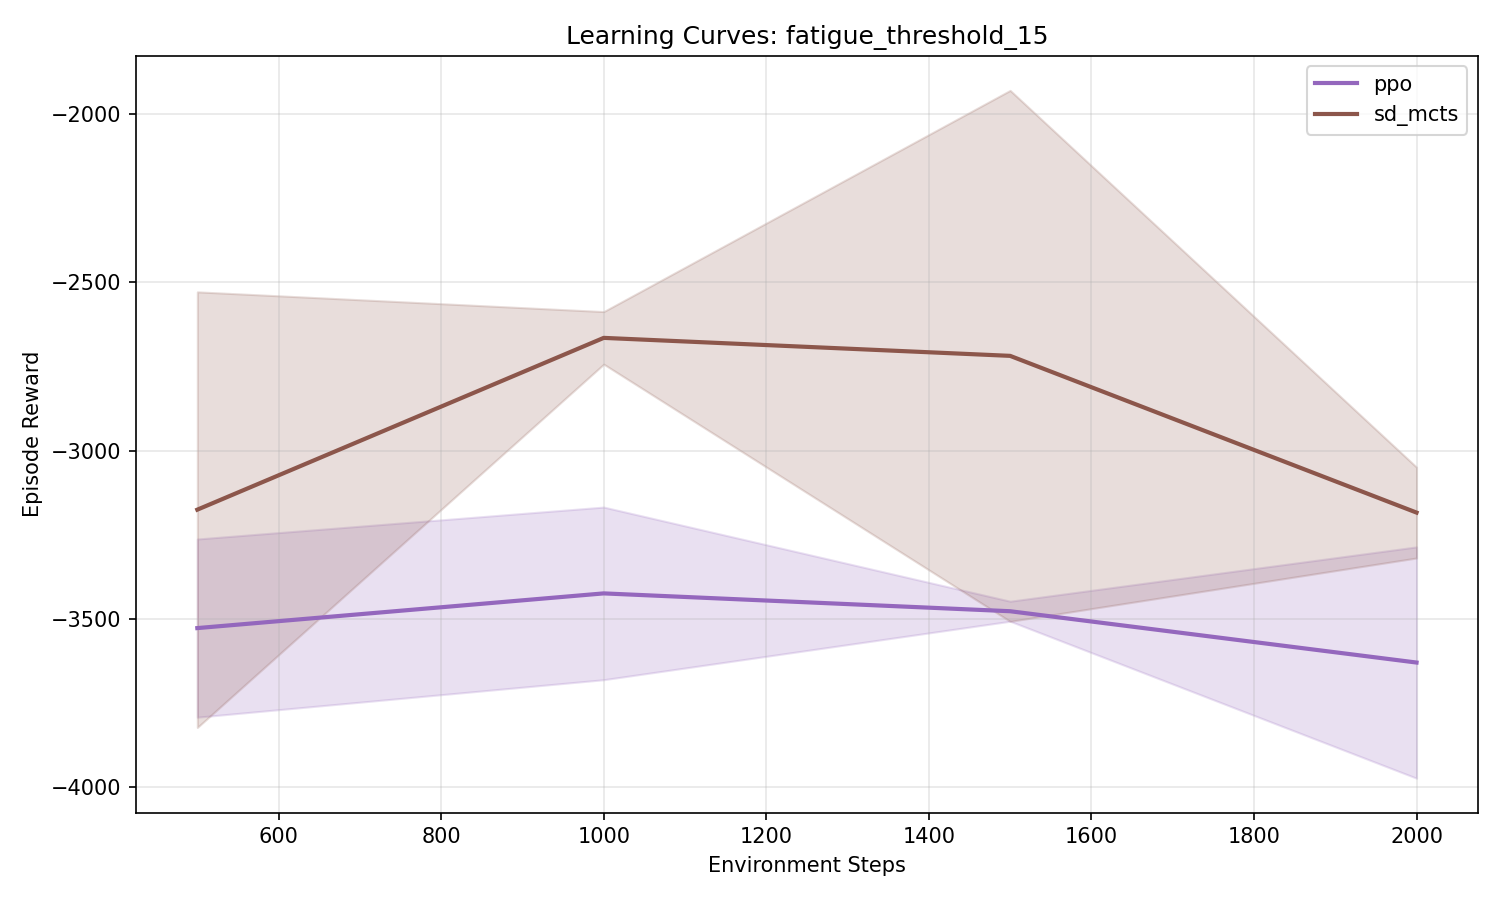 Learning Curves: fatigue_threshold_15
ppo
sd_mcts
−2000
−2500
−3000
−3500
−4000
Episode Reward
600
800
1000
1200
1400
1600
1800
2000
Environment Steps